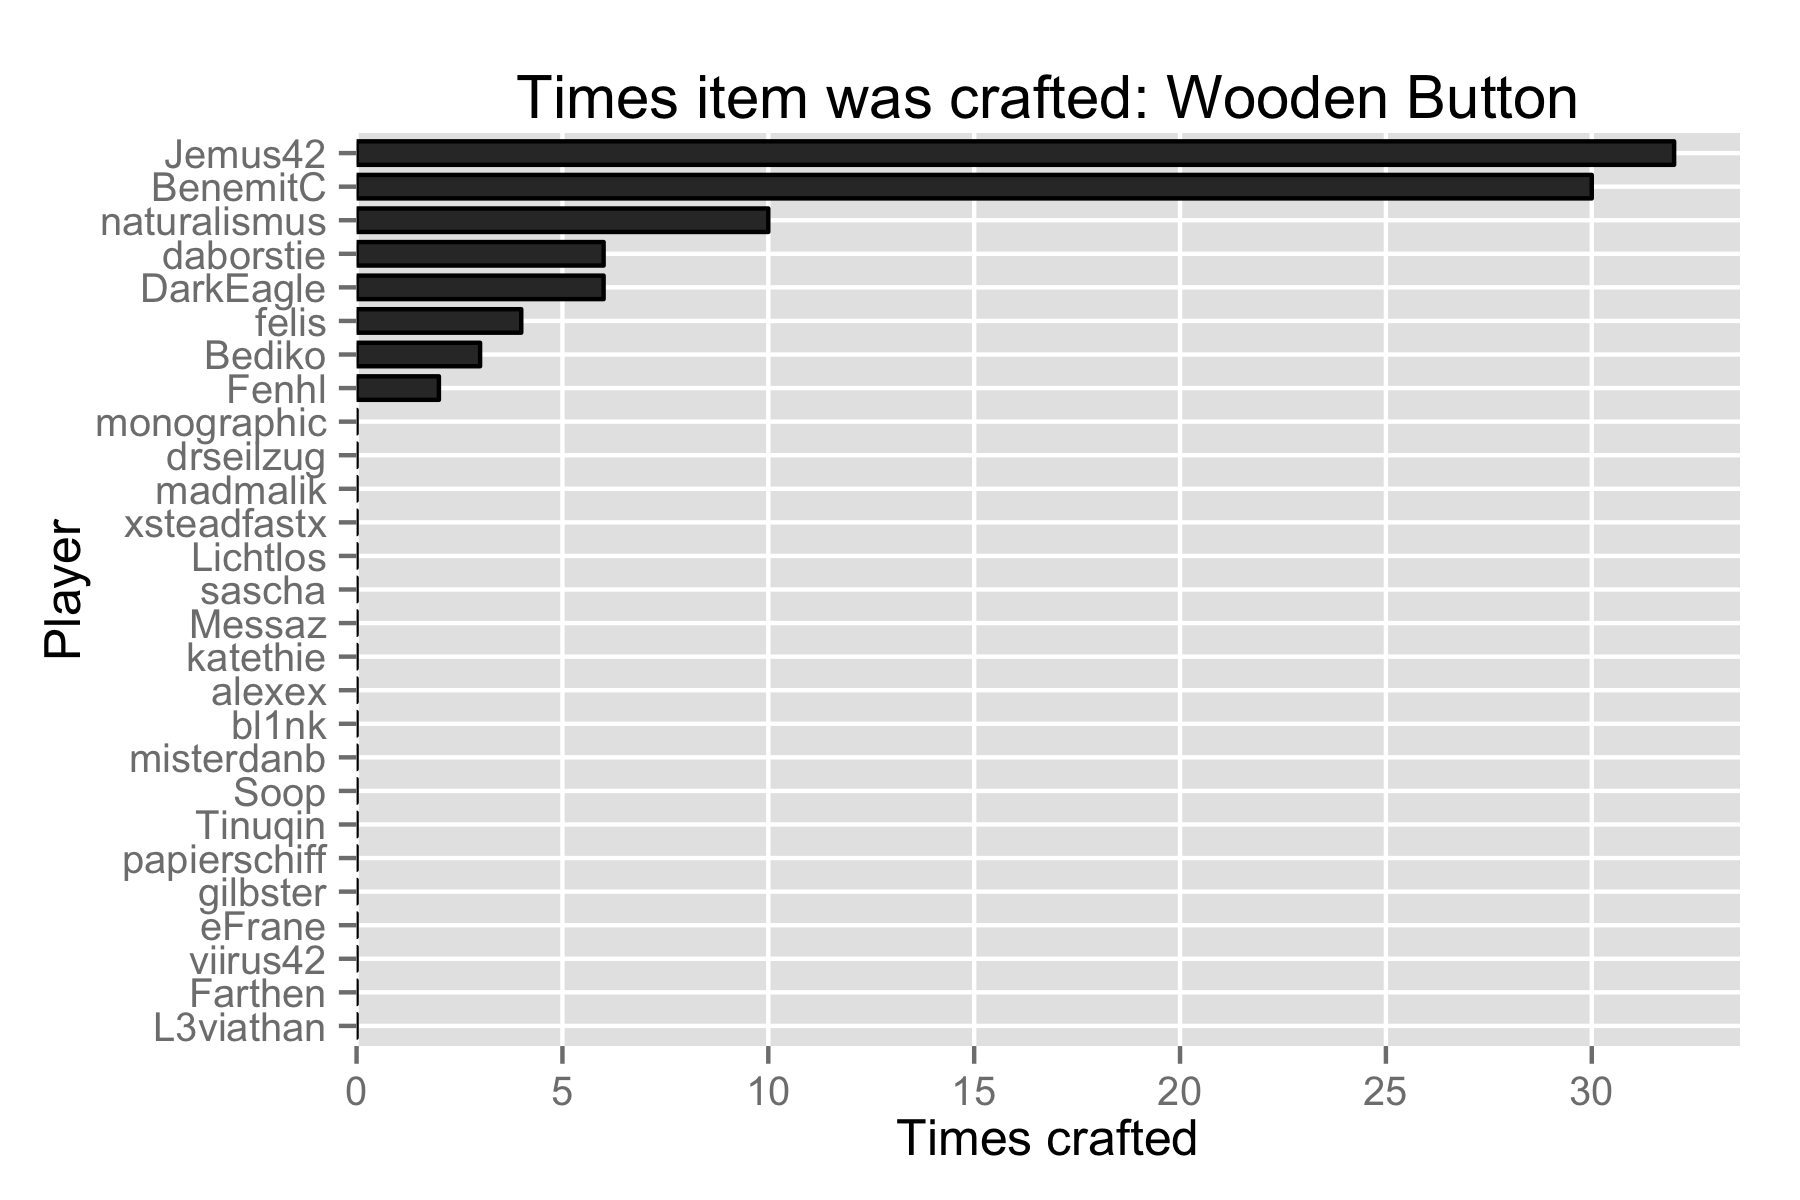 Times item was crafted: Wooden Button
Jemus42
BenemitC
naturalismus
daborstie
DarkEagle
felis
Bediko
Fenhl
monographic
drseilzug
madmalik
xsteadfastx
Lichtlos
sascha
Messaz
katethie
alexex
bl1nk
misterdanb
Soop
Tinuqin
papierschiff
gilbster
eFrane
viirus42
Farthen
L3viathan
Player
0 5 10 15 20 25 30
Times crafted